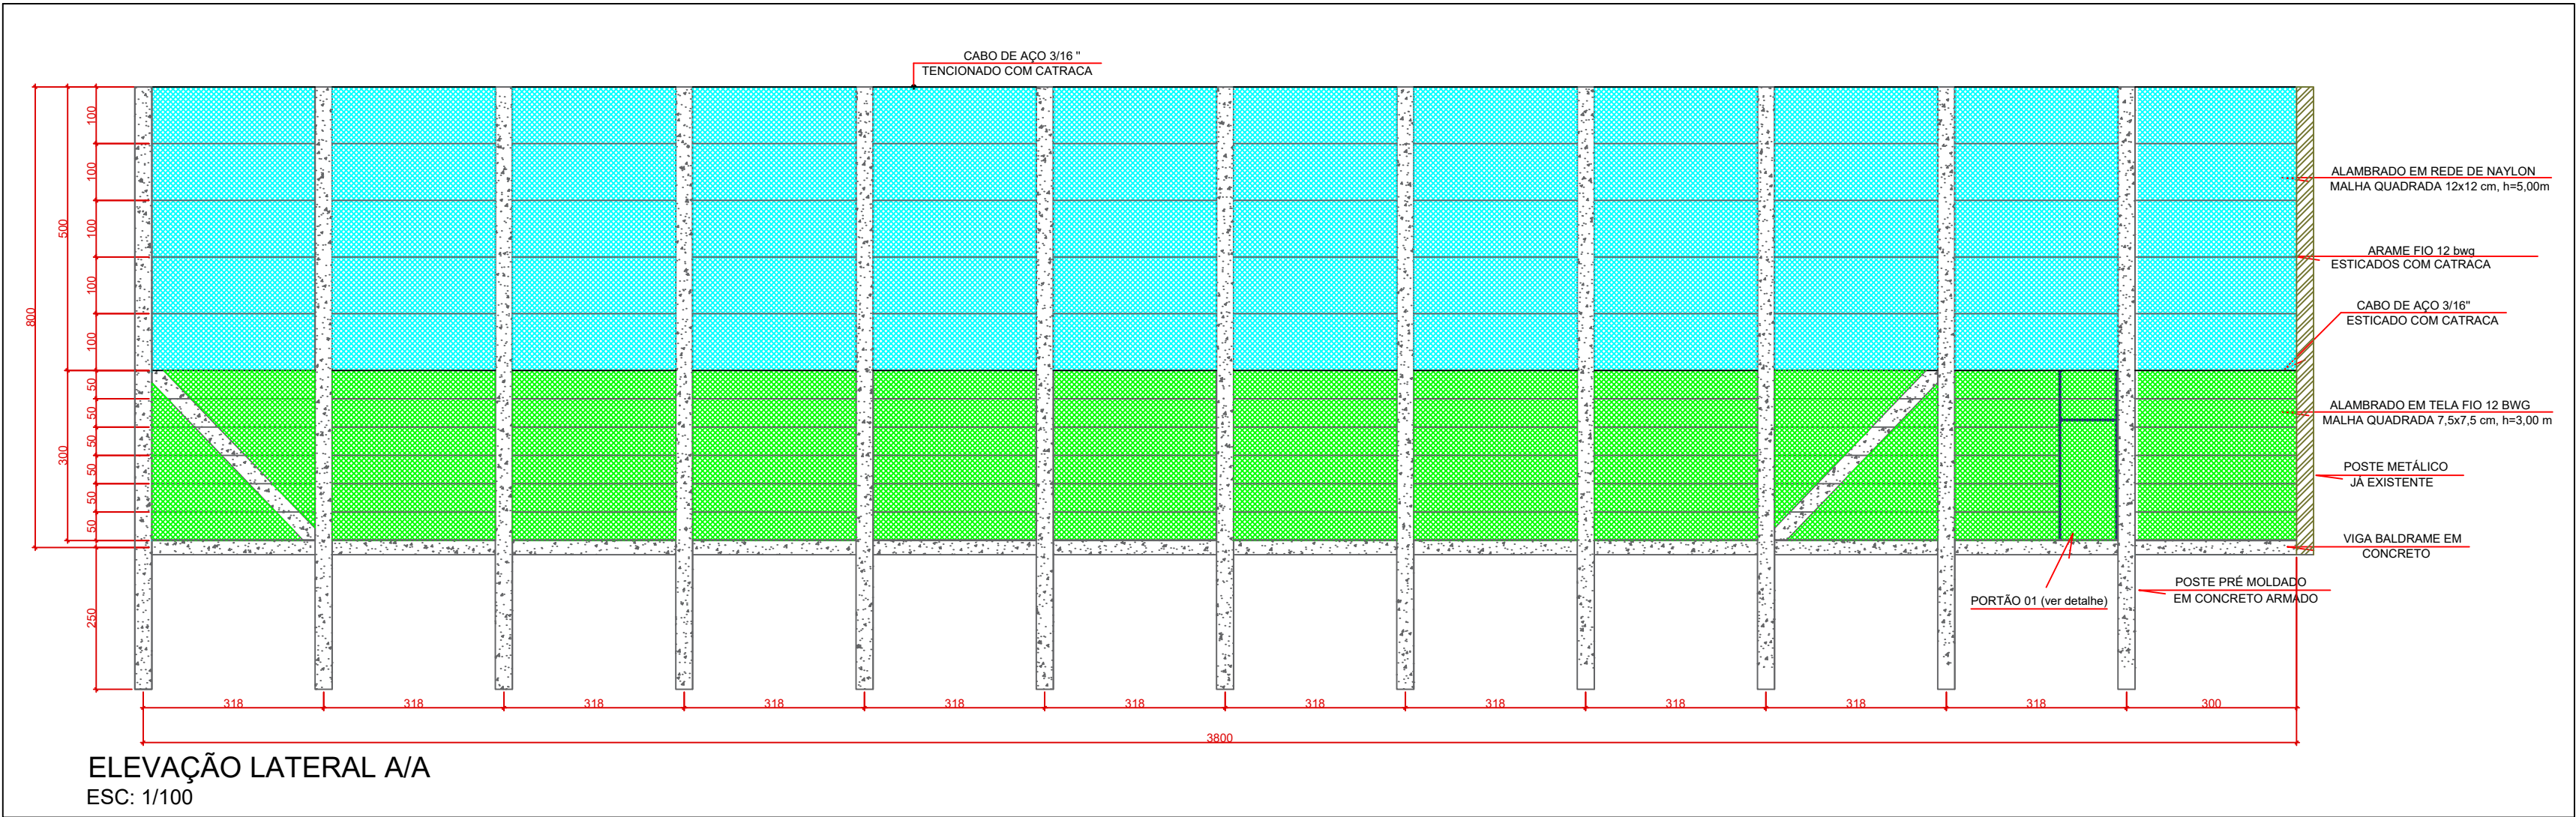 CABO DE AÇO 3/16 "
TENCIONADO COM CATRACA
100
100
100
100
100
500
800
50
50
50
50
50
50
300
250
ALAMBRADO EM REDE DE NAYLON
MALHA QUADRADA 12x12 cm, h=5,00m
ARAME FIO 12 bwg
ESTICADOS COM CATRACA
CABO DE AÇO 3/16"
ESTICADO COM CATRACA
ALAMBRADO EM TELA FIO 12 BWG
MALHA QUADRADA 7,5x7,5 cm, h=3,00 m
POSTE METÁLICO
JÁ EXISTENTE
VIGA BALDRAME EM
CONCRETO
POSTE PRÉ MOLDADO
EM CONCRETO ARMADO
PORTÃO 01 (ver detalhe)
318 318 318 318 318 318 318 318 318 318 318 300
3800
ELEVAÇÃO LATERAL A/A
ESC: 1/100